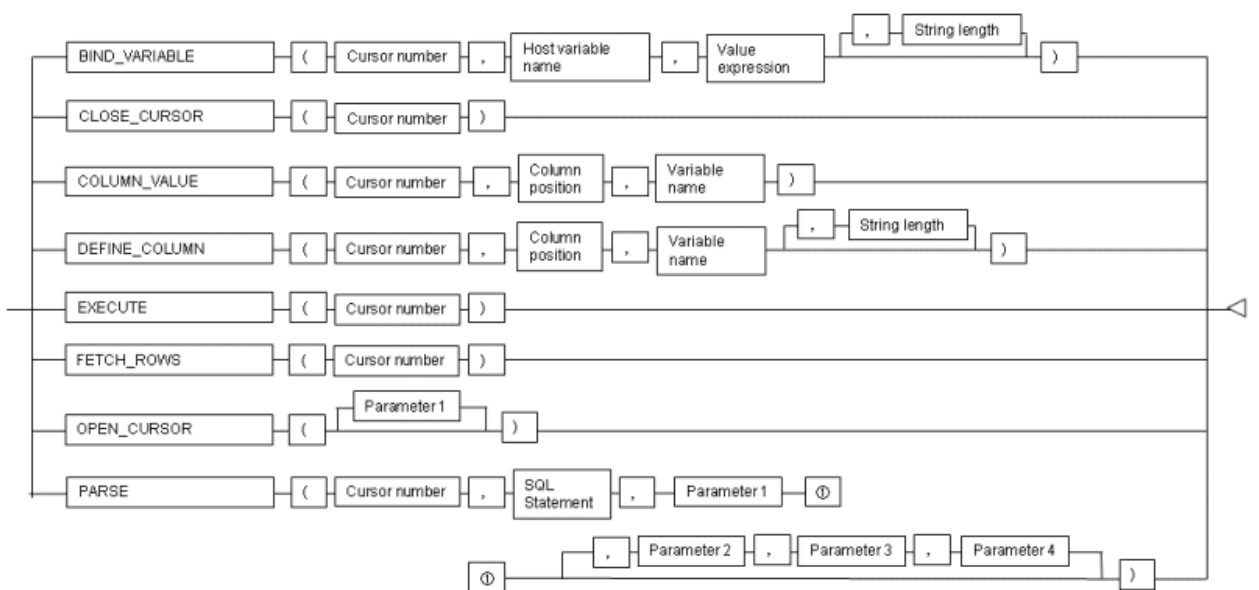 BIND_VARIABLE ( Cursor number , Host variable name , Value expression , String length )
CLOSE_CURSOR ( Cursor number )
COLUMN_VALUE ( Cursor number , Column position , Variable name )
DEFINE_COLUMN ( Cursor number , Column position , Variable name , String length )
EXECUTE ( Cursor number )
FETCH_ROWS ( Cursor number )
OPEN_CURSOR ( Parameter 1 )
PARSE ( Cursor number , SQL Statement , Parameter 1 ①
① , Parameter 2 , Parameter 3 , Parameter 4 )